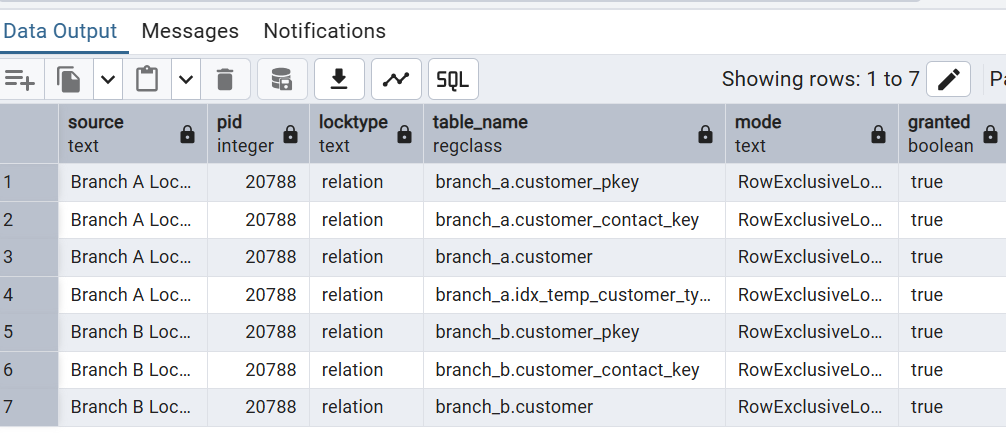 Data Output Messages Notifications
SQL Showing rows: 1 to 7 Pa
source pid locktype table_name mode granted
text integer text regclass text boolean
1 Branch A Loc... 20788 relation branch_a.customer_pkey RowExclusiveLo... true
2 Branch A Loc... 20788 relation branch_a.customer_contact_key RowExclusiveLo... true
3 Branch A Loc... 20788 relation branch_a.customer RowExclusiveLo... true
4 Branch A Loc... 20788 relation branch_a.idx_temp_customer_ty... RowExclusiveLo... true
5 Branch B Loc... 20788 relation branch_b.customer_pkey RowExclusiveLo... true
6 Branch B Loc... 20788 relation branch_b.customer_contact_key RowExclusiveLo... true
7 Branch B Loc... 20788 relation branch_b.customer RowExclusiveLo... true